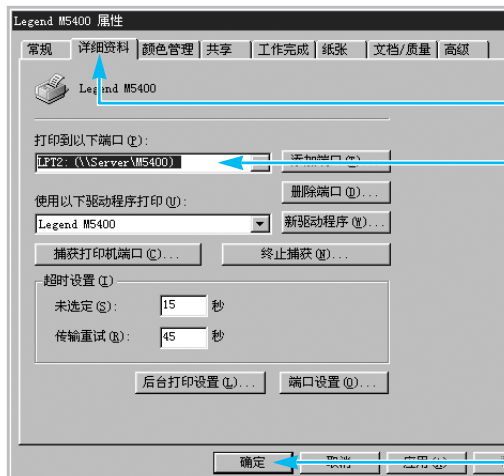 Legend M5400 属性
常规 详细资料 颜色管理 共享 工作完成 纸张 文档/质量 高级
Legend M5400
打印到以下端口(P):
LPT2: (\\Server\M5400)
添加端口(T)...
删除端口(D)...
使用以下驱动程序打印(U):
Legend M5400
新驱动程序(W)...
捕获打印机端口(C)... 终止捕获(N)...
超时设置(I)
未选定(S): 15 秒
传输重试(R): 45 秒
后台打印设置(L)... 端口设置(O)...
确定 取消 应用(A)